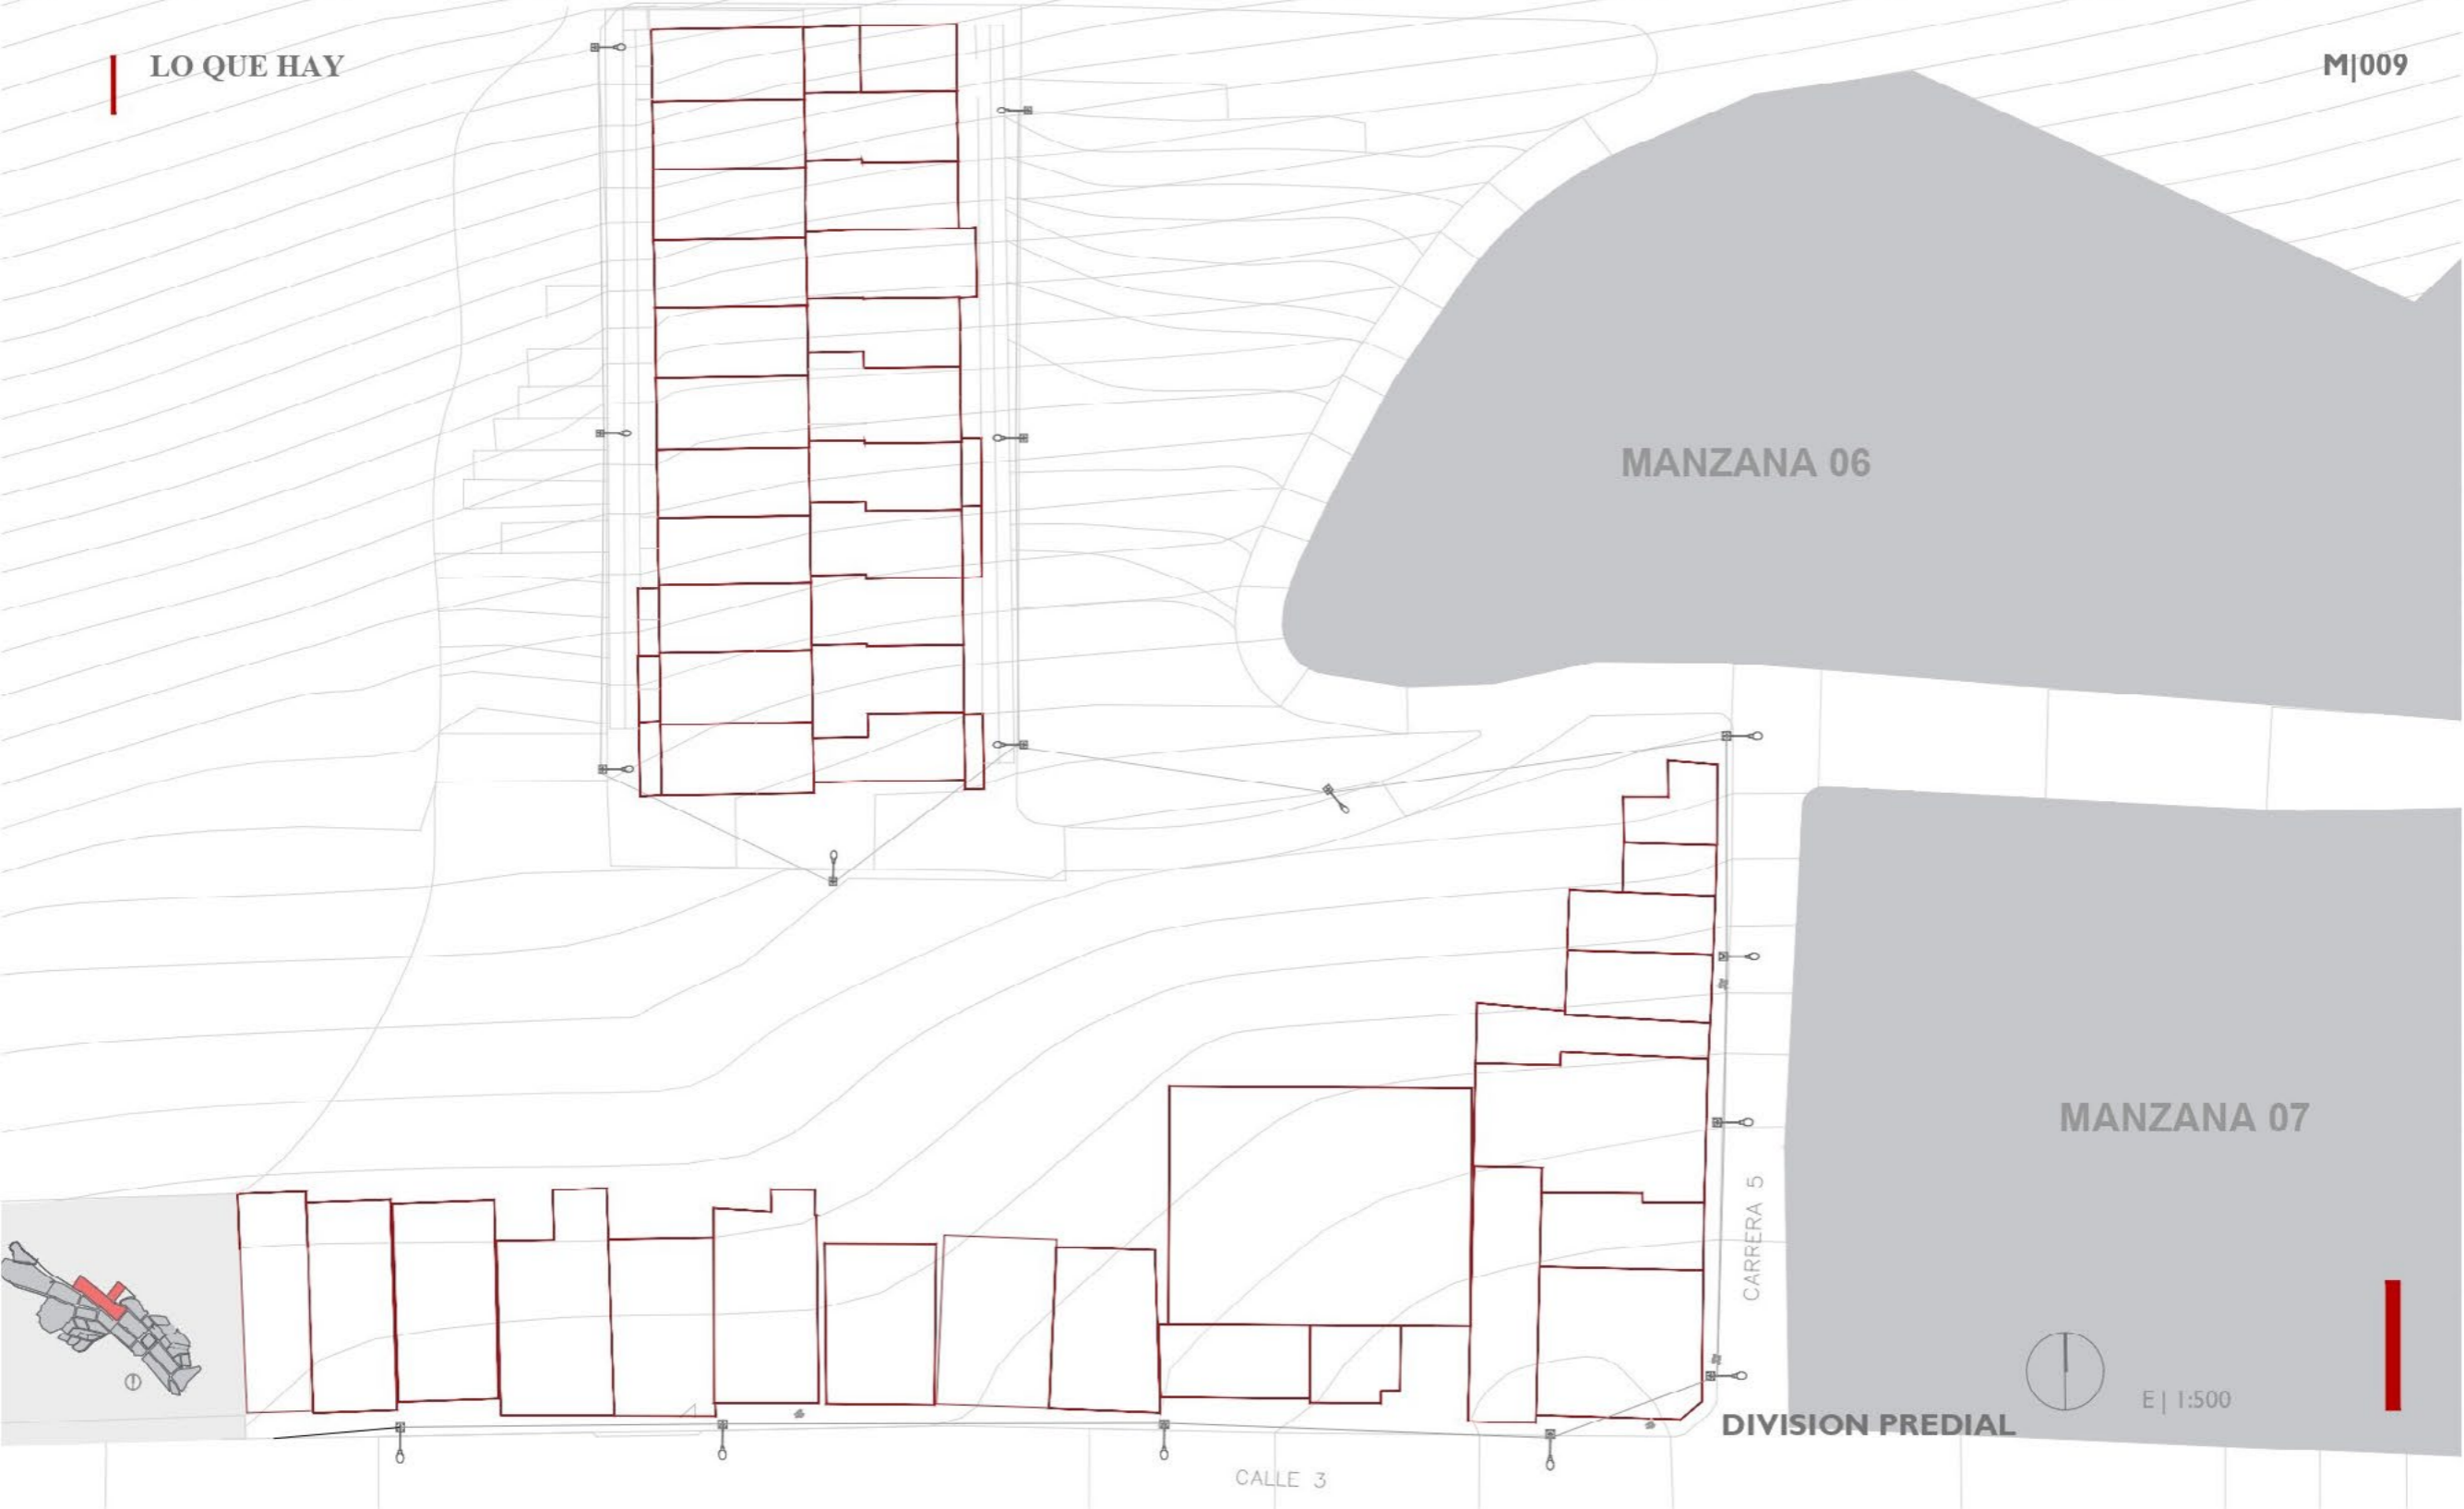 LO QUE HAY
M|009
MANZANA 06
MANZANA 07
CARRERA 5
E| 1:500
DIVISION PREDIAL
CALLE 3